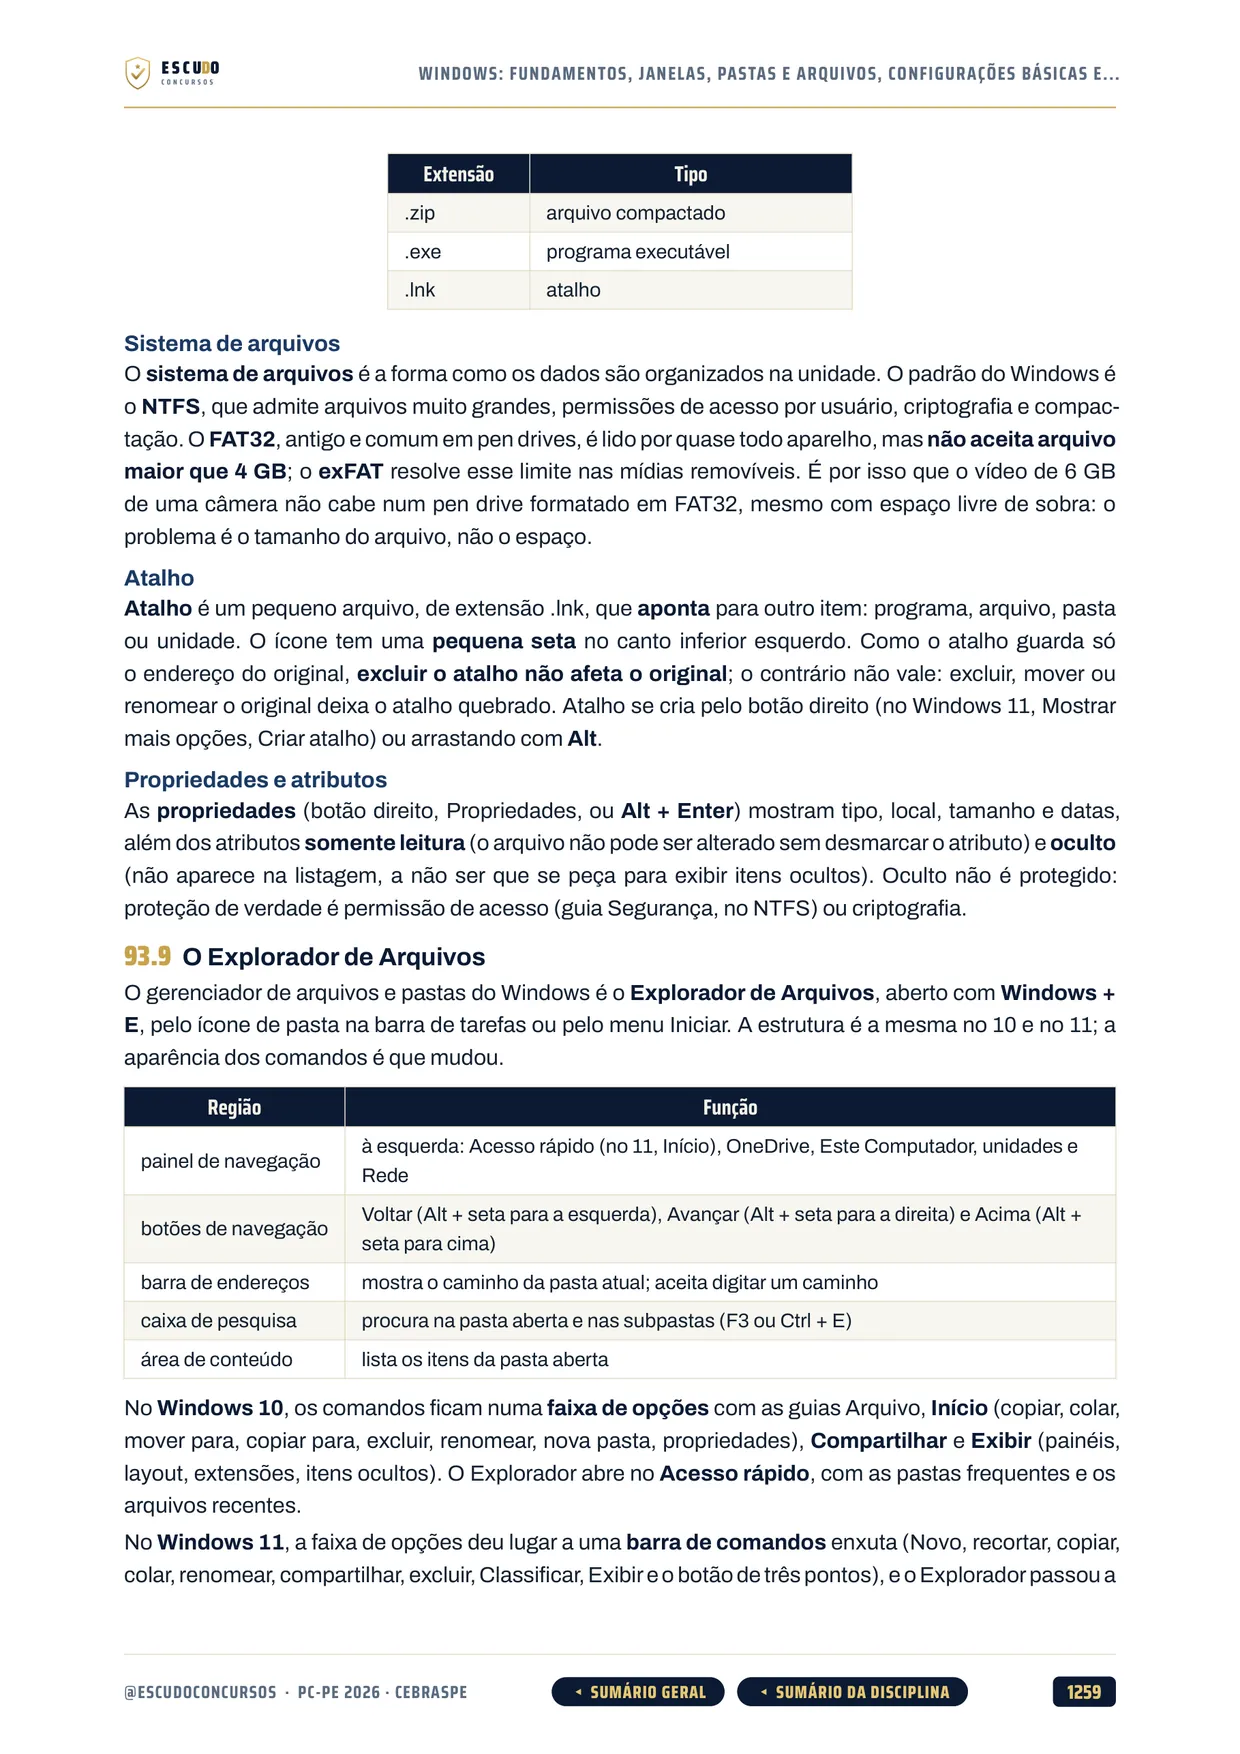 ESCUDO
CONCURSOS
WINDOWS: FUNDAMENTOS, JANELAS, PASTAS E ARQUIVOS, CONFIGURAÇÕES BÁSICAS E...
Extensão Tipo
.zip arquivo compactado
.exe programa executável
.lnk atalho
Sistema de arquivos
O sistema de arquivos é a forma como os dados são organizados na unidade. O padrão do Windows é
o NTFS, que admite arquivos muito grandes, permissões de acesso por usuário, criptografia e compac-
tação. O FAT32, antigo e comum em pen drives, é lido por quase todo aparelho, mas não aceita arquivo
maior que 4 GB; o exFAT resolve esse limite nas mídias removíveis. É por isso que o vídeo de 6 GB
de uma câmera não cabe num pen drive formatado em FAT32, mesmo com espaço livre de sobra: o
problema é o tamanho do arquivo, não o espaço.
Atalho
Atalho é um pequeno arquivo, de extensão .lnk, que aponta para outro item: programa, arquivo, pasta
ou unidade. O ícone tem uma pequena seta no canto inferior esquerdo. Como o atalho guarda só
o endereço do original, excluir o atalho não afeta o original; o contrário não vale: excluir, mover ou
renomear o original deixa o atalho quebrado. Atalho se cria pelo botão direito (no Windows 11, Mostrar
mais opções, Criar atalho) ou arrastando com Alt.
Propriedades e atributos
As propriedades (botão direito, Propriedades, ou Alt + Enter) mostram tipo, local, tamanho e datas,
além dos atributos somente leitura (o arquivo não pode ser alterado sem desmarcar o atributo) e oculto
(não aparece na listagem, a não ser que se peça para exibir itens ocultos). Oculto não é protegido:
proteção de verdade é permissão de acesso (guia Segurança, no NTFS) ou criptografia.
93.9 O Explorador de Arquivos
O gerenciador de arquivos e pastas do Windows é o Explorador de Arquivos, aberto com Windows +
E, pelo ícone de pasta na barra de tarefas ou pelo menu Iniciar. A estrutura é a mesma no 10 e no 11; a
aparência dos comandos é que mudou.
Região Função
painel de navegação à esquerda: Acesso rápido (no 11, Início), OneDrive, Este Computador, unidades e
Rede
botões de navegação Voltar (Alt + seta para a esquerda), Avançar (Alt + seta para a direita) e Acima (Alt +
seta para cima)
barra de endereços mostra o caminho da pasta atual; aceita digitar um caminho
caixa de pesquisa procura na pasta aberta e nas subpastas (F3 ou Ctrl + E)
área de conteúdo lista os itens da pasta aberta
No Windows 10, os comandos ficam numa faixa de opções com as guias Arquivo, Início (copiar, colar,
mover para, copiar para, excluir, renomear, nova pasta, propriedades), Compartilhar e Exibir (painéis,
layout, extensões, itens ocultos). O Explorador abre no Acesso rápido, com as pastas frequentes e os
arquivos recentes.
No Windows 11, a faixa de opções deu lugar a uma barra de comandos enxuta (Novo, recortar, copiar,
colar, renomear, compartilhar, excluir, Classificar, Exibir e o botão de três pontos), e o Explorador passou a
@ESCUDOCONCURSOS · PC-PE 2026 · CEBRASPE
SUMÁRIO GERAL
SUMÁRIO DA DISCIPLINA
1259